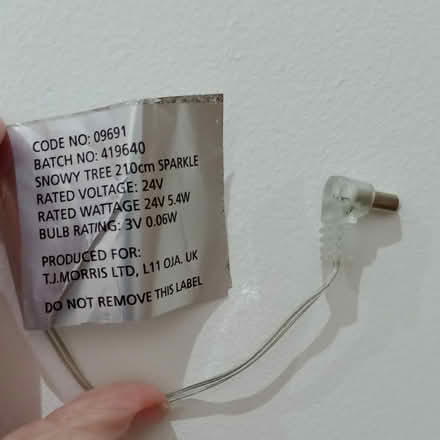 CODE NO: 09691
BATCH NO: 419640
SNOWY TREE 210cm SPARKLE
RATED VOLTAGE: 24V
RATED WATTAGE 24V 5.4W
BULB RATING: 3V 0.06W
PRODUCED FOR:
T.J.MORRIS LTD, L11 OJA. UK
DO NOT REMOVE THIS LABEL